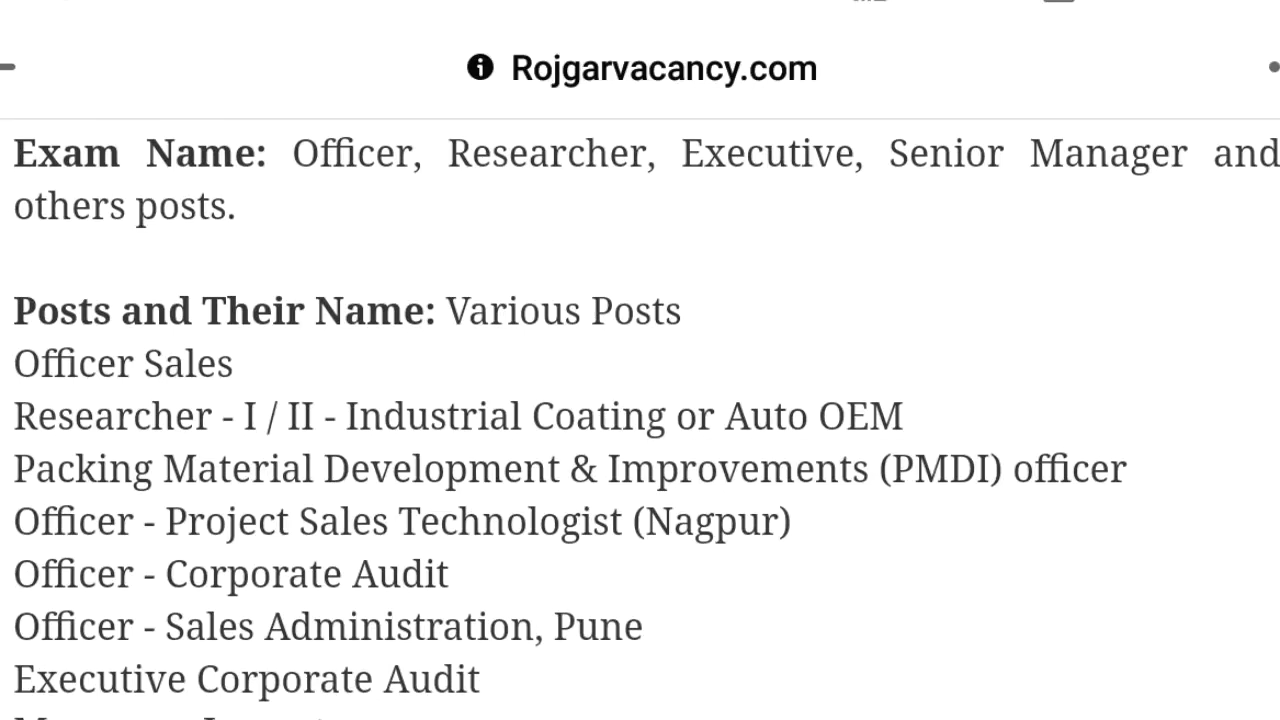 Rojgarvacancy.com
Exam Name: Officer, Researcher, Executive, Senior Manager and
others posts.
Posts and Their Name: Various Posts
Officer Sales
Researcher - I / II - Industrial Coating or Auto OEM
Packing Material Development & Improvements (PMDI) officer
Officer - Project Sales Technologist (Nagpur)
Officer - Corporate Audit
Officer - Sales Administration, Pune
Executive Corporate Audit